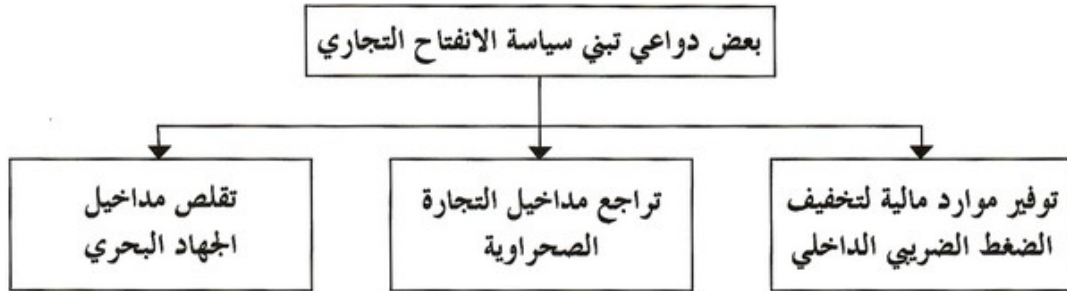 بعض دواعي تبني سياسة الانفتاح التجاري
توفير موارد مالية لتخفيف
الضغط الضريبي الداخلي
تراجع مداخيل التجارة
الصحراوية
تقلص مداخيل
الجهاد البحري